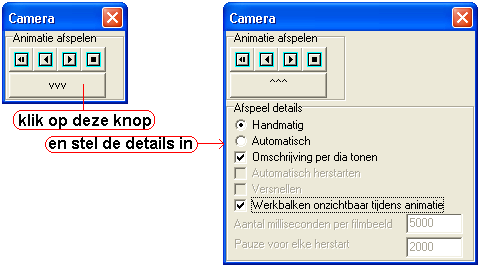 Camera
Animatie afspelen
vvv
klik op deze knop
en stel de details in
Camera
Animatie afspelen
^^^
Afspeel details
Handmatig
Automatisch
Omschrijving per dia tonen
Automatisch herstarten
Versnellen
Werkbalken onzichtbaar tijdens animatie
Aantal milliseconden per filmbeeld 5000
Pauze voor elke herstart 2000